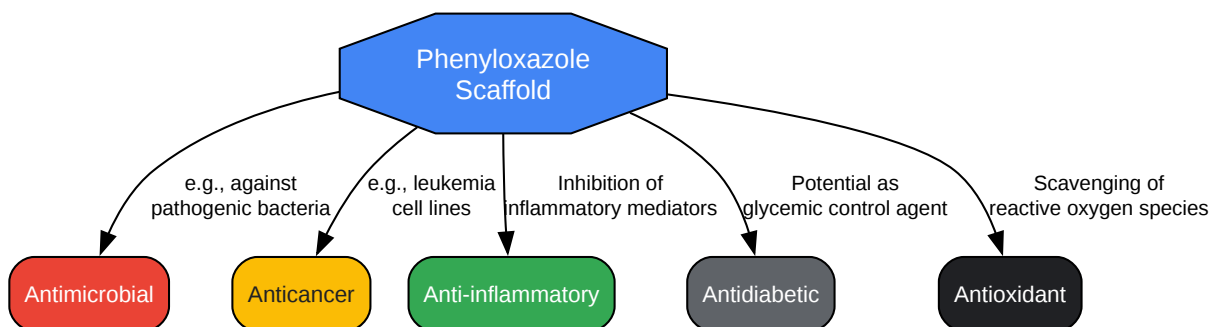 Phenyloxazole
Scaffold
e.g., against
pathogenic bacteria
e.g., leukemia
cell lines
Inhibition of
inflammatory mediators
Potential as
glycemic control agent
Scavenging of
reactive oxygen species
Antimicrobial
Anticancer
Anti-inflammatory
Antidiabetic
Antioxidant